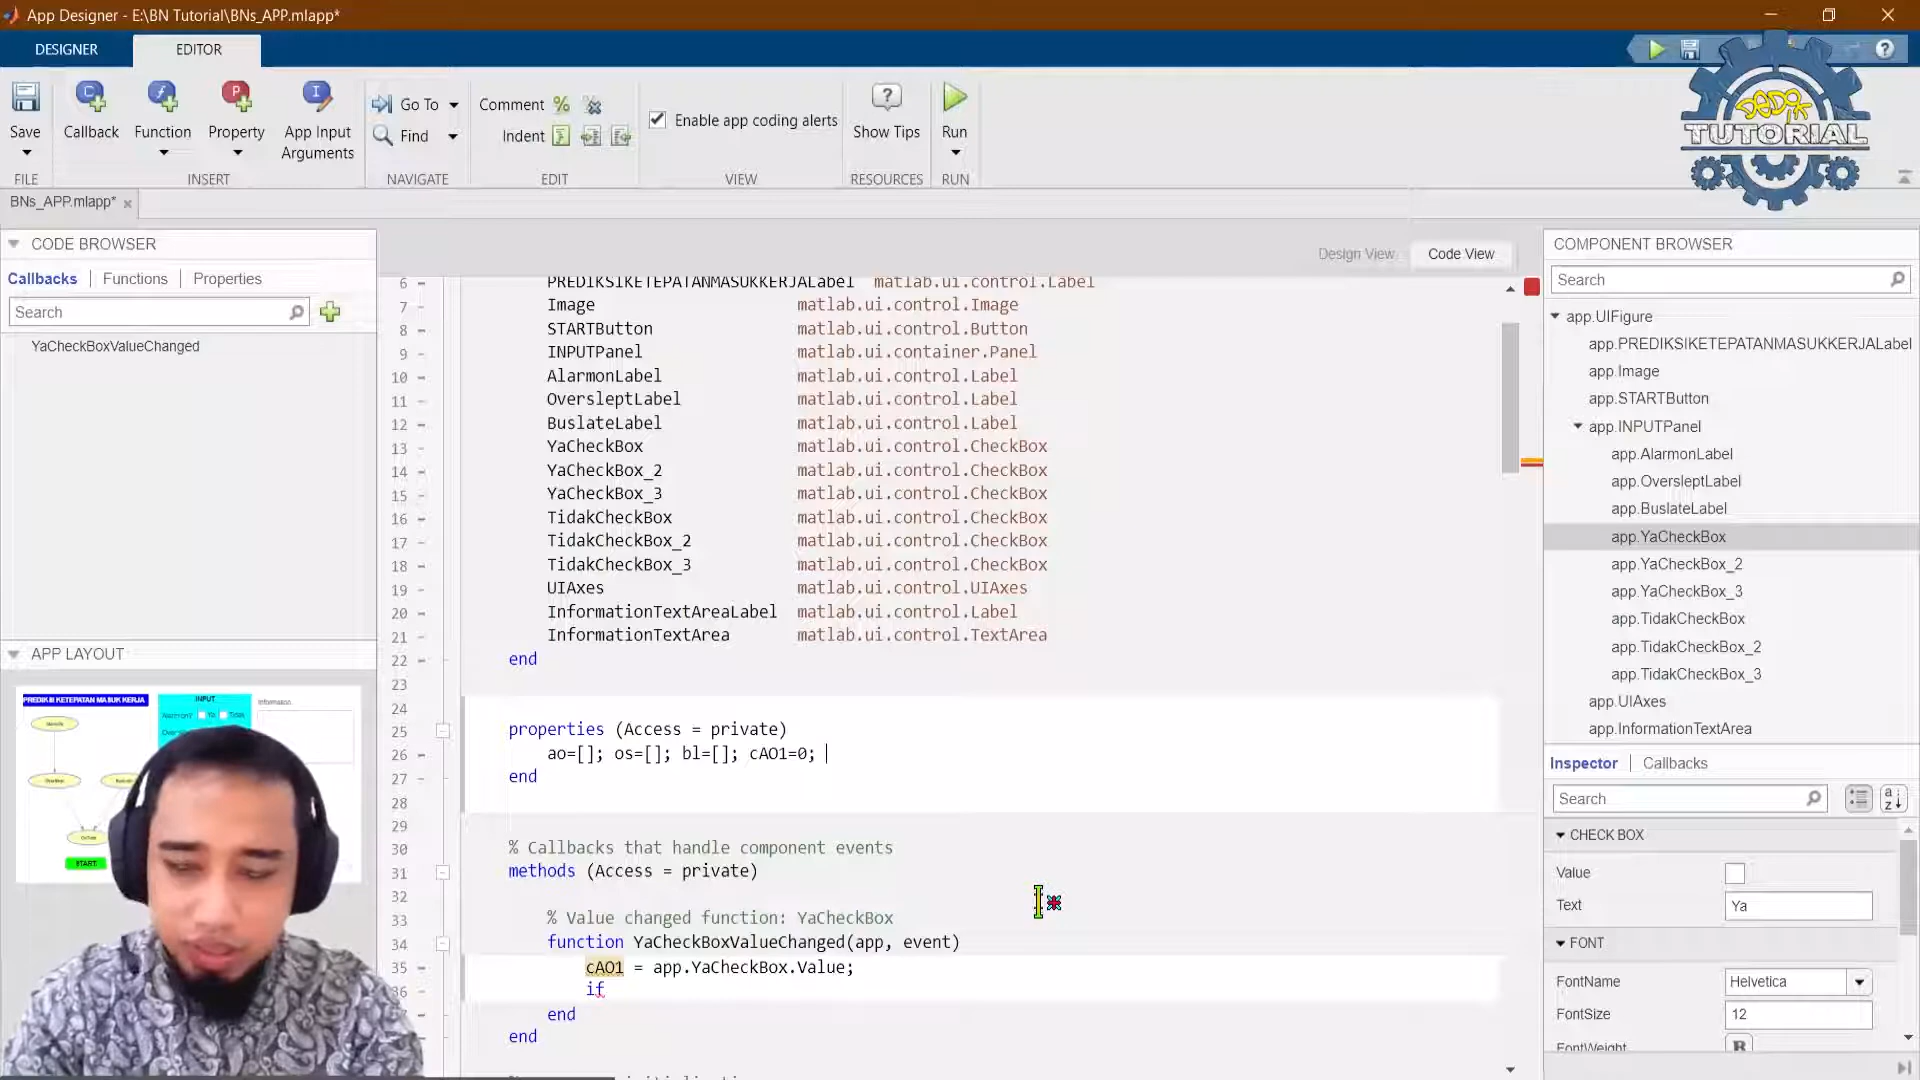 App Designer - E:\BN Tutorial\BNs_APP.mlapp*
DESIGNER
EDITOR
Save
Callback
Function
Property
App Input Arguments
Go To
Find
Comment
Indent
Enable app coding alerts
Show Tips
Run
FILE
INSERT
NAVIGATE
EDIT
VIEW
RESOURCES
RUN
TUTORIAL
BNs_APP.mlapp*
CODE BROWSER
Callbacks
Functions
Properties
Search
YaCheckBoxValueChanged
APP LAYOUT
PREDIKSI KETEPATAN MASUK KERJA
INPUT
Ya
Tidak
START
Design View
Code View
6 PREDIKSIKETEPATANMASUKKERJALabel matlab.ui.control.Label
7 Image matlab.ui.control.Image
8 STARTButton matlab.ui.control.Button
9 INPUTPanel matlab.ui.container.Panel
10 AlarmonLabel matlab.ui.control.Label
11 OversleptLabel matlab.ui.control.Label
12 BuslateLabel matlab.ui.control.Label
13 YaCheckBox matlab.ui.control.CheckBox
14 YaCheckBox_2 matlab.ui.control.CheckBox
15 YaCheckBox_3 matlab.ui.control.CheckBox
16 TidakCheckBox matlab.ui.control.CheckBox
17 TidakCheckBox_2 matlab.ui.control.CheckBox
18 TidakCheckBox_3 matlab.ui.control.CheckBox
19 UIAxes matlab.ui.control.UIAxes
20 InformationTextAreaLabel matlab.ui.control.Label
21 InformationTextArea matlab.ui.control.TextArea
22 end
23
24
25 properties (Access = private)
26 ao=[]; os=[]; bl=[]; cAO1=0;
27 end
28
29
30 % Callbacks that handle component events
31 methods (Access = private)
32
33 % Value changed function: YaCheckBox
34 function YaCheckBoxValueChanged(app, event)
35 cAO1 = app.YaCheckBox.Value;
36 if
end
end
COMPONENT BROWSER
Search
app.UIFigure
app.PREDIKSIKETEPATANMASUKKERJALabel
app.Image
app.STARTButton
app.INPUTPanel
app.AlarmonLabel
app.OversleptLabel
app.BuslateLabel
app.YaCheckBox
app.YaCheckBox_2
app.YaCheckBox_3
app.TidakCheckBox
app.TidakCheckBox_2
app.TidakCheckBox_3
app.UIAxes
app.InformationTextArea
Inspector
Callbacks
Search
CHECK BOX
Value
Text
Ya
FONT
FontName
Helvetica
FontSize
12
FontWeight
B